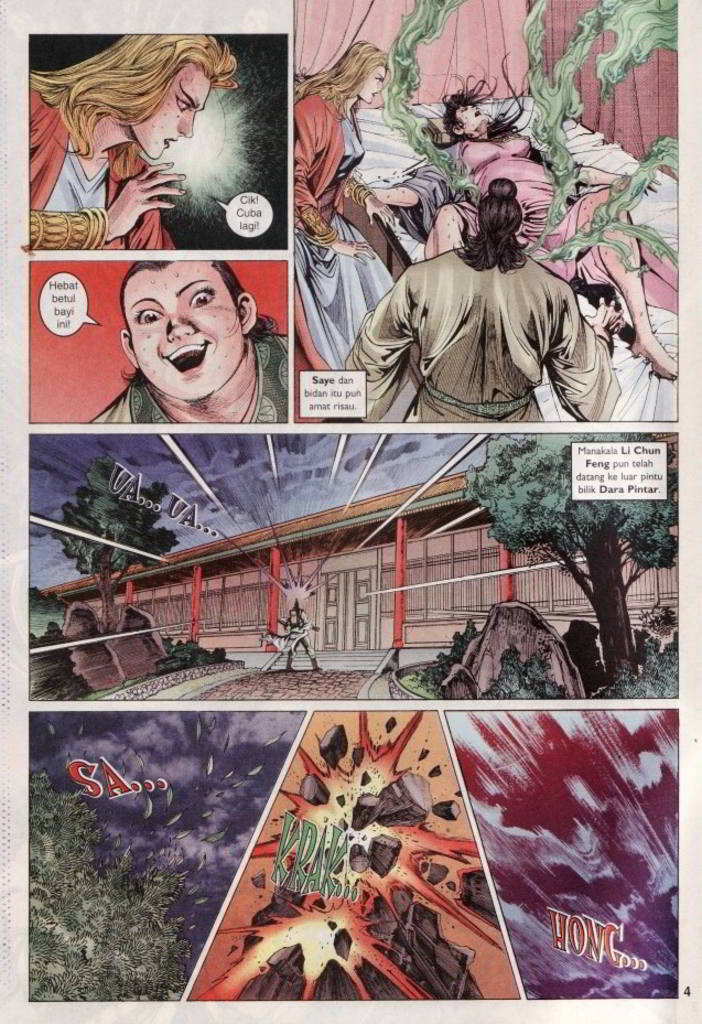 Cik!
Cuba
lagi!
Saye dan
bidan itu pun
amat risau.
Hebat
betul
bayi
ini!
Manakala Li Chun
Feng pun telah
datang ke luar pintu
bilik Dara Pintar.
UA... UA...
SA...
KRAK...
HONG...
4